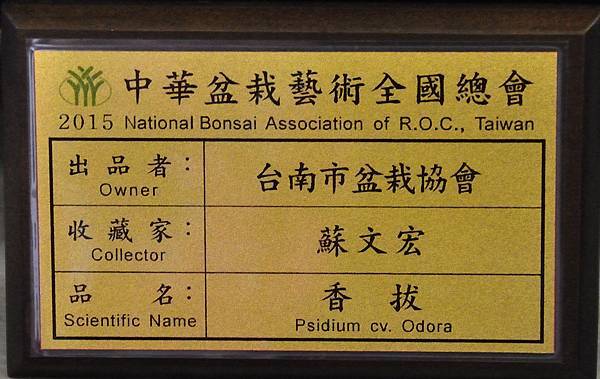 中華盆栽藝術全國總會
2015 National Bonsai Association of R.O.C., Taiwan
出品者： 台南市盆栽協會
Owner
收藏家： 蘇文宏
Collector
品名： 香拔
Scientific Name Psidium cv. Odora